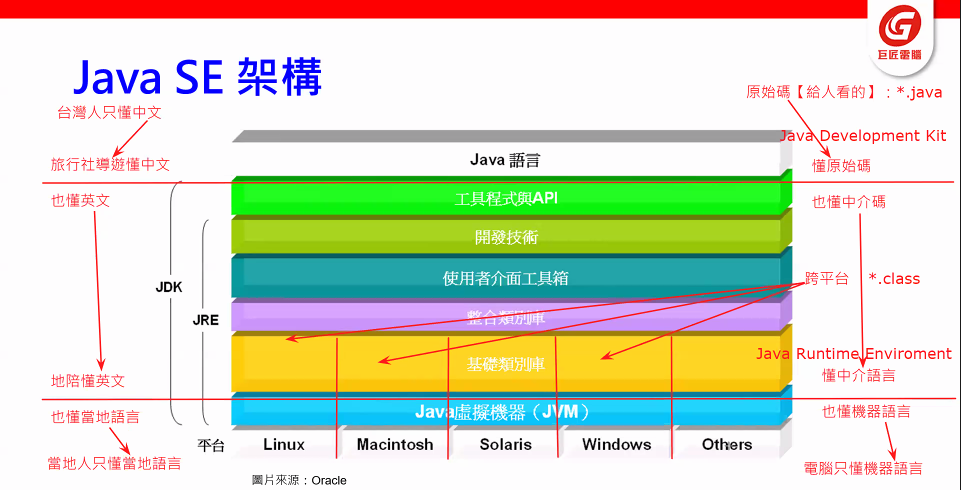 巨匠電腦
Java SE 架構
台灣人只懂中文
原始碼【給人看的】：*.java
Java Development Kit
Java 語言
旅行社導遊懂中文
懂原始碼
也懂英文
工具程式與API
也懂中介碼
開發技術
使用者介面工具箱
跨平台 *.class
JDK
JRE
整合類別庫
Java Runtime Enviroment
基礎類別庫
懂中介語言
地陪懂英文
也懂當地語言
Java虛擬機器（JVM）
也懂機器語言
平台 Linux Macintosh Solaris Windows Others
當地人只懂當地語言
電腦只懂機器語言
圖片來源：Oracle